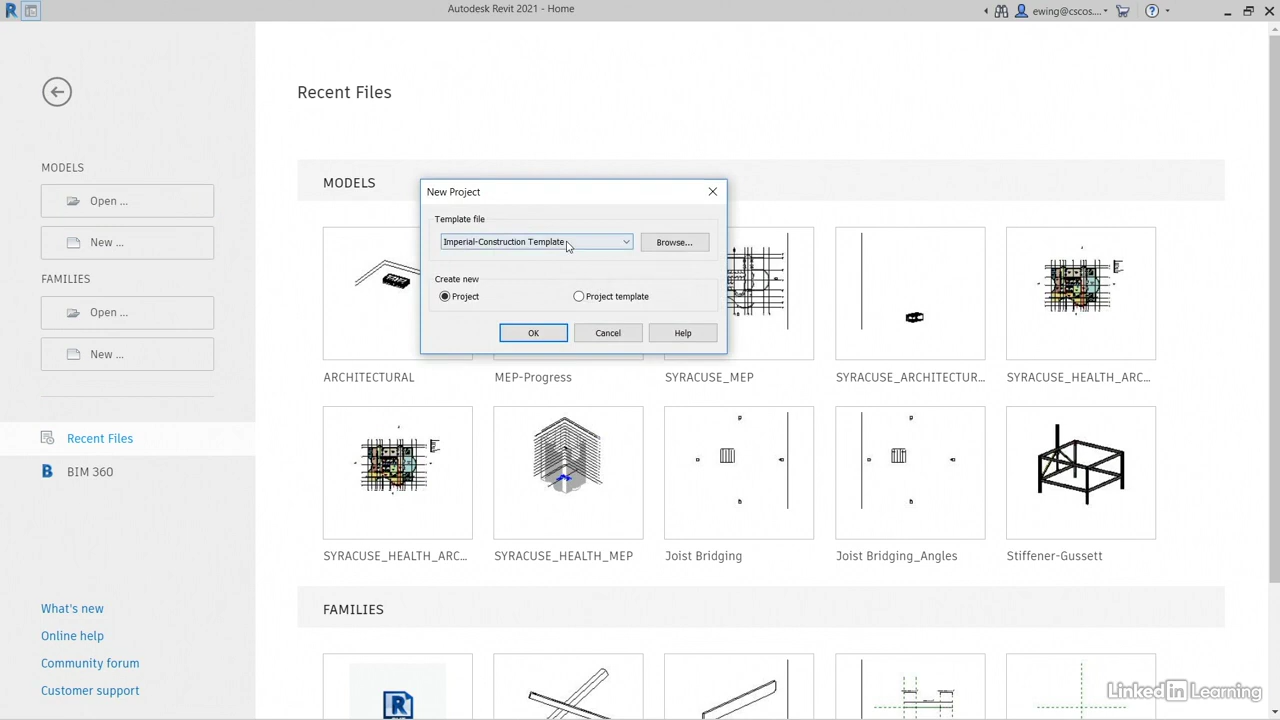 Autodesk Revit 2021 - Home
ewing@cscos....
Recent Files
MODELS
Open ...
New ...
FAMILIES
Open ...
New ...
Recent Files
BIM 360
What's new
Online help
Community forum
Customer support
MODELS
New Project
Template file
Imperial-Construction Template
Browse...
Create new
Project
Project template
OK
Cancel
Help
ARCHITECTURAL
MEP-Progress
SYRACUSE_MEP
SYRACUSE_ARCHITECTUR...
SYRACUSE_HEALTH_ARC...
SYRACUSE_HEALTH_ARC...
SYRACUSE_HEALTH_MEP
Joist Bridging
Joist Bridging_Angles
Stiffener-Gussett
FAMILIES
Linked in Learning